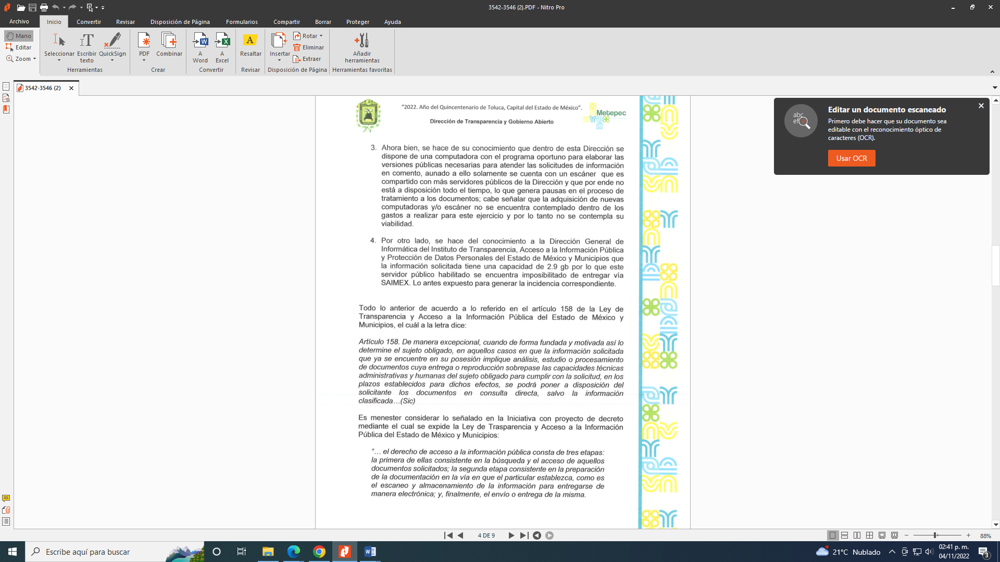 3542-3546 (2).PDF - Nitro Pro
Archivo
Inicio
Convertir
Revisar
Disposición de Página
Formularios
Compartir
Borrar
Proteger
Ayuda
Mano
Editar
Zoom
Seleccionar
Escribir texto
QuickSign
Herramientas
PDF
Combinar
Crear
A Word
A Excel
Convertir
Resaltar
Revisar
Insertar
Rotar
Eliminar
Extraer
Disposición de Página
Añadir herramientas
Herramientas favoritas
3542-3546 (2)
"2022. Año del Quincentenario de Toluca, Capital del Estado de México".
Dirección de Transparencia y Gobierno Abierto
Metepec
3. Ahora bien, se hace de su conocimiento que dentro de esta Dirección se
dispone de una computadora con el programa oportuno para elaborar las
versiones públicas necesarias para atender las solicitudes de información
en comento, aunado a ello solamente se cuenta con un escáner que es
compartido con más servidores públicos de la Dirección y que por ende no
está a disposición todo el tiempo, lo que genera pausas en el proceso de
tratamiento a los documentos; cabe señalar que la adquisición de nuevas
computadoras y/o escáner no se encuentra contemplado dentro de los
gastos a realizar para este ejercicio y por lo tanto no se contempla su
viabilidad.
4. Por otro lado, se hace del conocimiento a la Dirección General de
Informática del Instituto de Transparencia, Acceso a la Información Pública
y Protección de Datos Personales del Estado de México y Municipios que
la información solicitada tiene una capacidad de 2.9 gb por lo que este
servidor público habilitado se encuentra imposibilitado de entregar vía
SAIMEX. Lo antes expuesto para generar la incidencia correspondiente.
Todo lo anterior de acuerdo a lo referido en el artículo 158 de la Ley de
Transparencia y Acceso a la Información Pública del Estado de México y
Municipios, el cuál a la letra dice:
Artículo 158. De manera excepcional, cuando de forma fundada y motivada así lo
determine el sujeto obligado, en aquellos casos en que la información solicitada
que ya se encuentre en su posesión implique análisis, estudio o procesamiento
de documentos cuya entrega o reproducción sobrepase las capacidades técnicas
administrativas y humanas del sujeto obligado para cumplir con la solicitud, en los
plazos establecidos para dichos efectos, se podrá poner a disposición del
solicitante los documentos en consulta directa, salvo la información
clasificada…(Sic)
Es menester considerar lo señalado en la Iniciativa con proyecto de decreto
mediante el cual se expide la Ley de Trasparencia y Acceso a la Información
Pública del Estado de México y Municipios:
"… el derecho de acceso a la información pública consta de tres etapas:
la primera de ellas consistente en la búsqueda y el acceso de aquellos
documentos solicitados; la segunda etapa consistente en la preparación
de la documentación en la vía en que el particular establezca, como es
el escaneo y almacenamiento de la información para entregarse de
manera electrónica; y, finalmente, el envío o entrega de la misma.
Editar un documento escaneado
Primero debe hacer que su documento sea
editable con el reconocimiento óptico de
caracteres (OCR).
Usar OCR
4 DE 9
88%
Escribe aquí para buscar
21°C Nublado
02:41 p. m.
04/11/2022
3